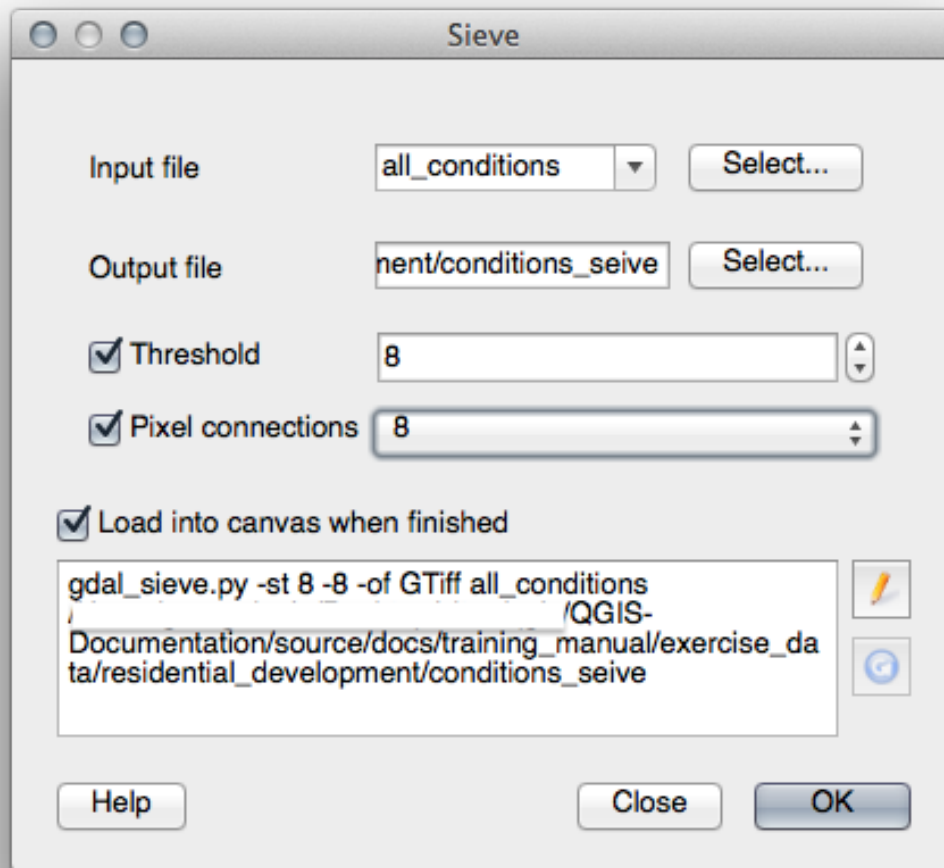 Sieve
Input file all_conditions Select...
Output file nent/conditions_seive Select...
Threshold 8
Pixel connections 8
Load into canvas when finished
gdal_sieve.py -st 8 -8 -of GTiff all_conditions
/QGIS-
Documentation/source/docs/training_manual/exercise_da
ta/residential_development/conditions_seive
Help Close OK